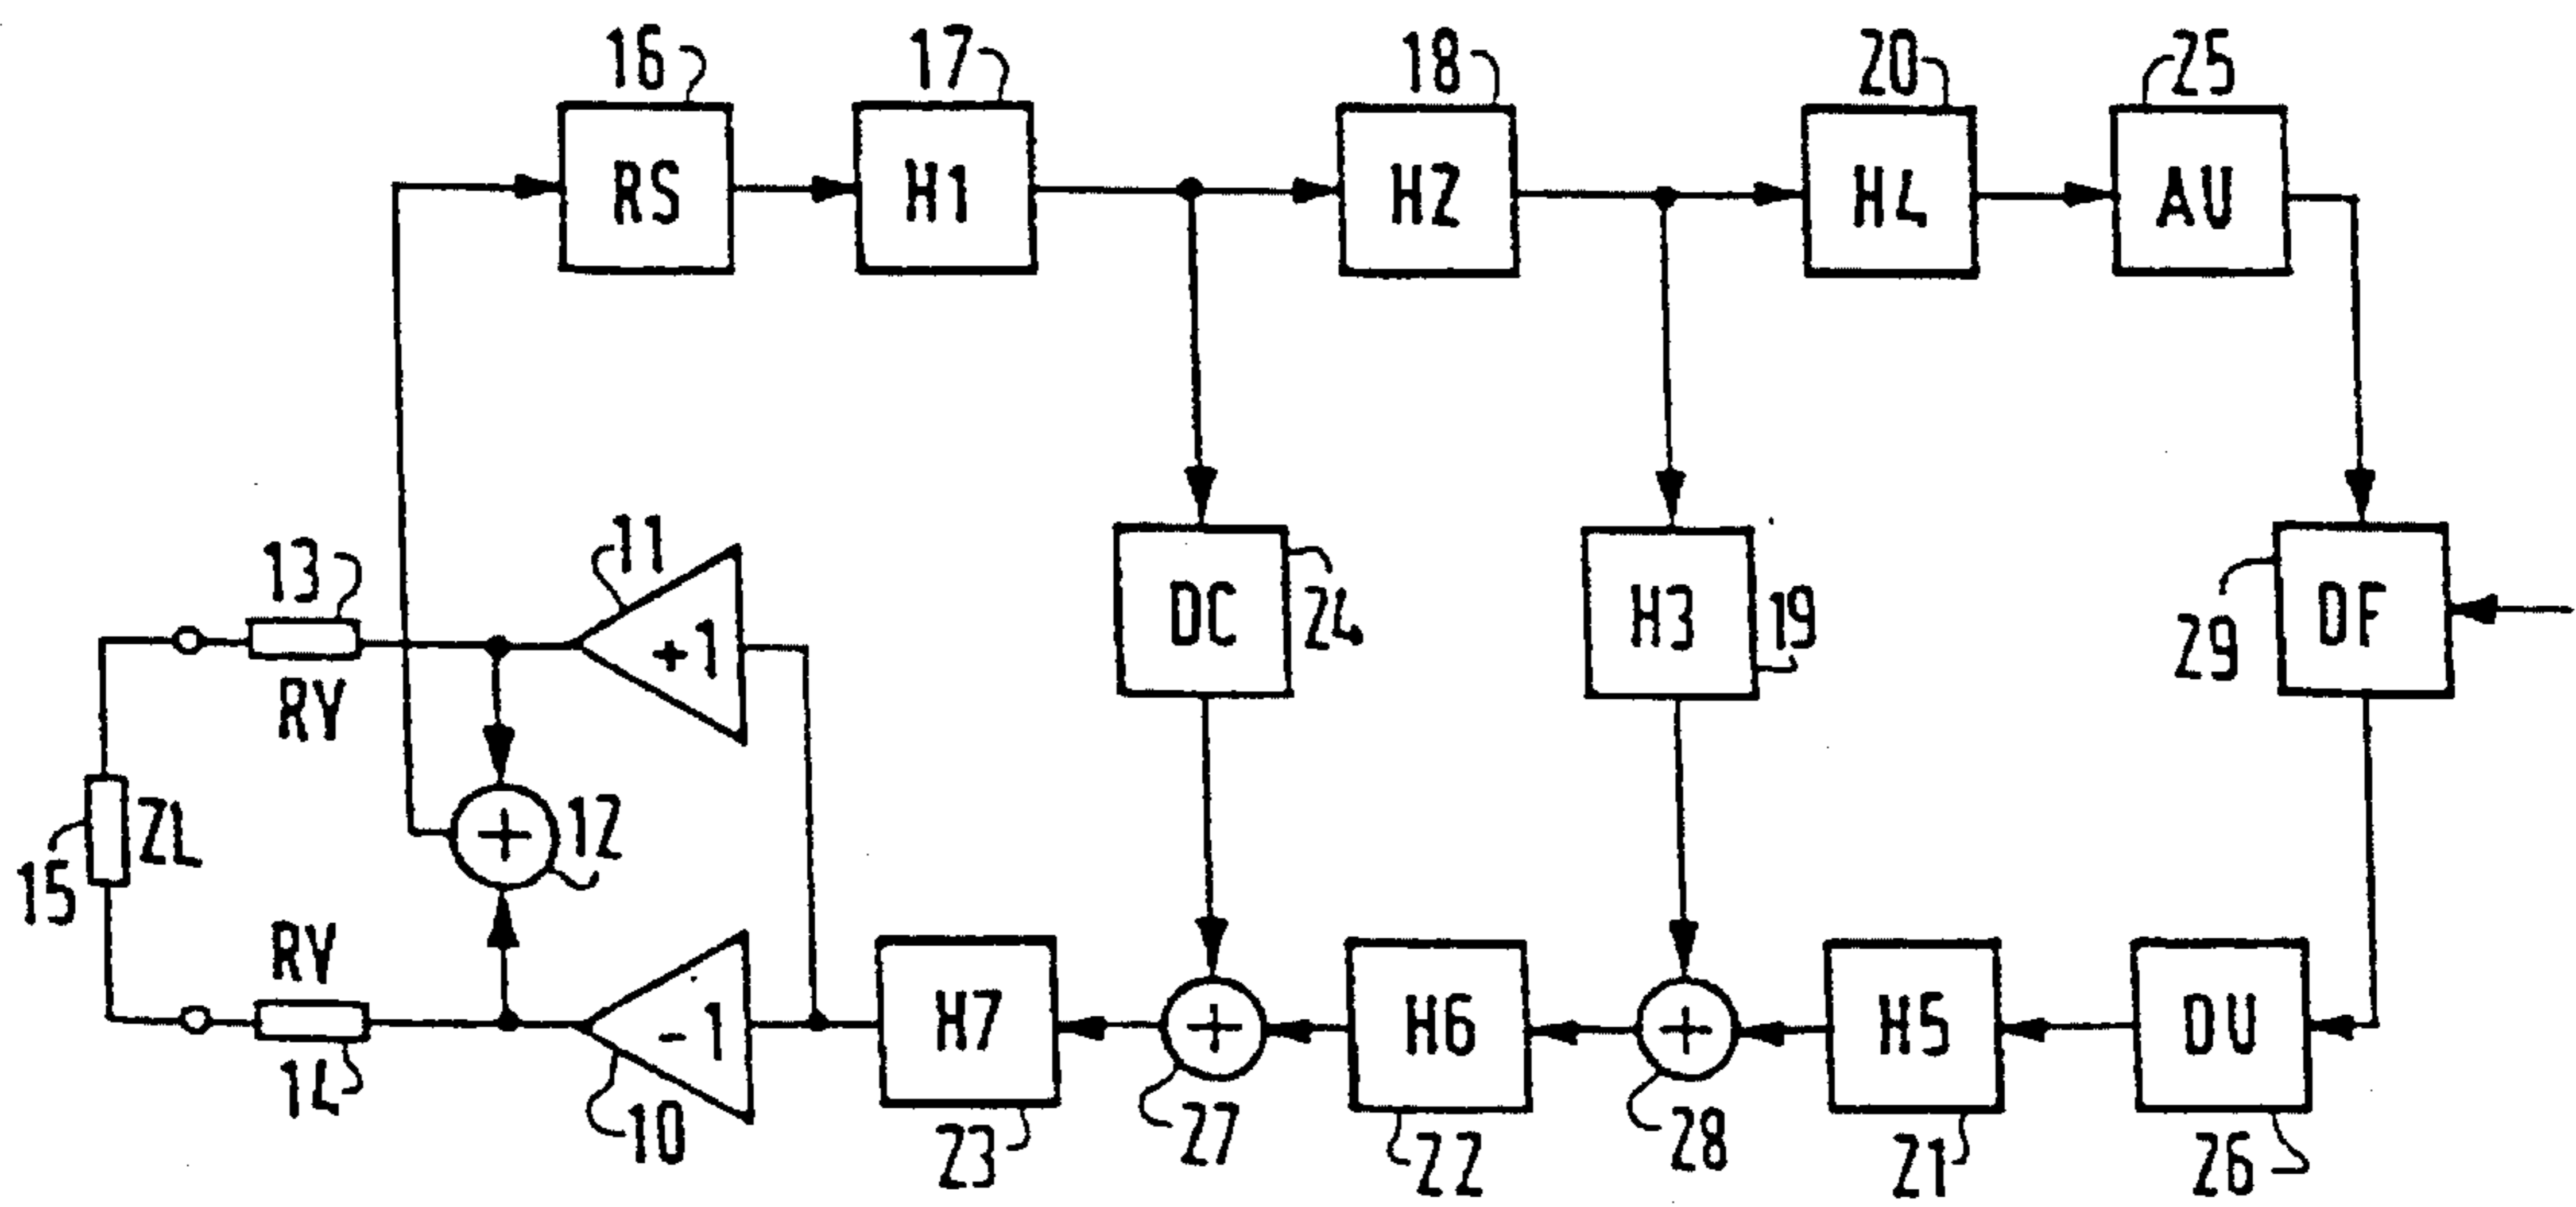 16 17 18 20 25
RS H1 H2 H4 AU
11
13
+1
RV
DC 24
H3 19
DF 29
12
15 ZL
RV
-1
14
10
H7 H6 H5 DU
23 27 22 28 21 26
+ + +